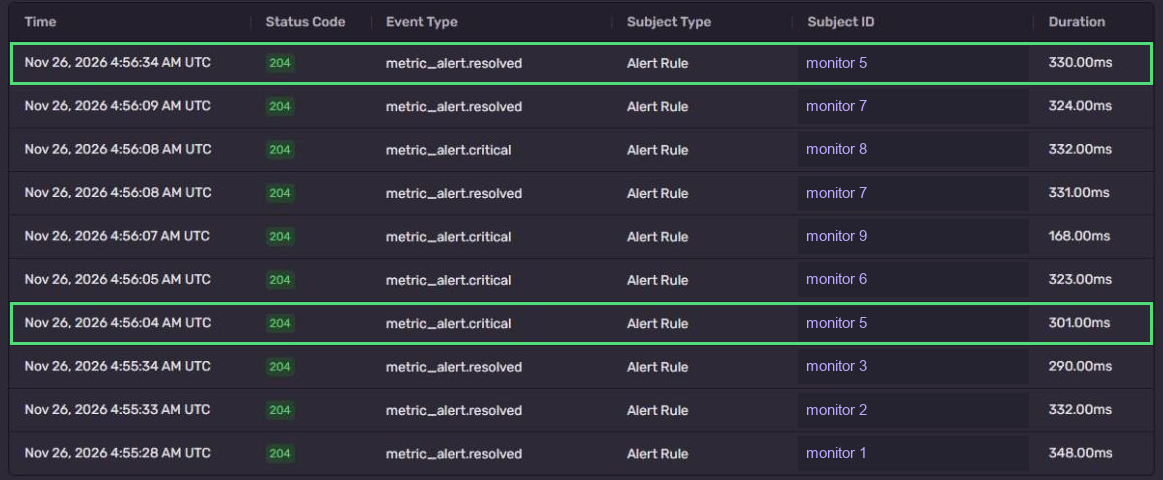 Time Status Code Event Type Subject Type Subject ID Duration
Nov 26, 2026 4:56:34 AM UTC 204 metric_alert.resolved Alert Rule monitor 5 330.00ms
Nov 26, 2026 4:56:09 AM UTC 204 metric_alert.resolved Alert Rule monitor 7 324.00ms
Nov 26, 2026 4:56:08 AM UTC 204 metric_alert.critical Alert Rule monitor 8 332.00ms
Nov 26, 2026 4:56:08 AM UTC 204 metric_alert.resolved Alert Rule monitor 7 331.00ms
Nov 26, 2026 4:56:07 AM UTC 204 metric_alert.critical Alert Rule monitor 9 168.00ms
Nov 26, 2026 4:56:05 AM UTC 204 metric_alert.critical Alert Rule monitor 6 323.00ms
Nov 26, 2026 4:56:04 AM UTC 204 metric_alert.critical Alert Rule monitor 5 301.00ms
Nov 26, 2026 4:55:34 AM UTC 204 metric_alert.resolved Alert Rule monitor 3 290.00ms
Nov 26, 2026 4:55:33 AM UTC 204 metric_alert.resolved Alert Rule monitor 2 332.00ms
Nov 26, 2026 4:55:28 AM UTC 204 metric_alert.resolved Alert Rule monitor 1 348.00ms